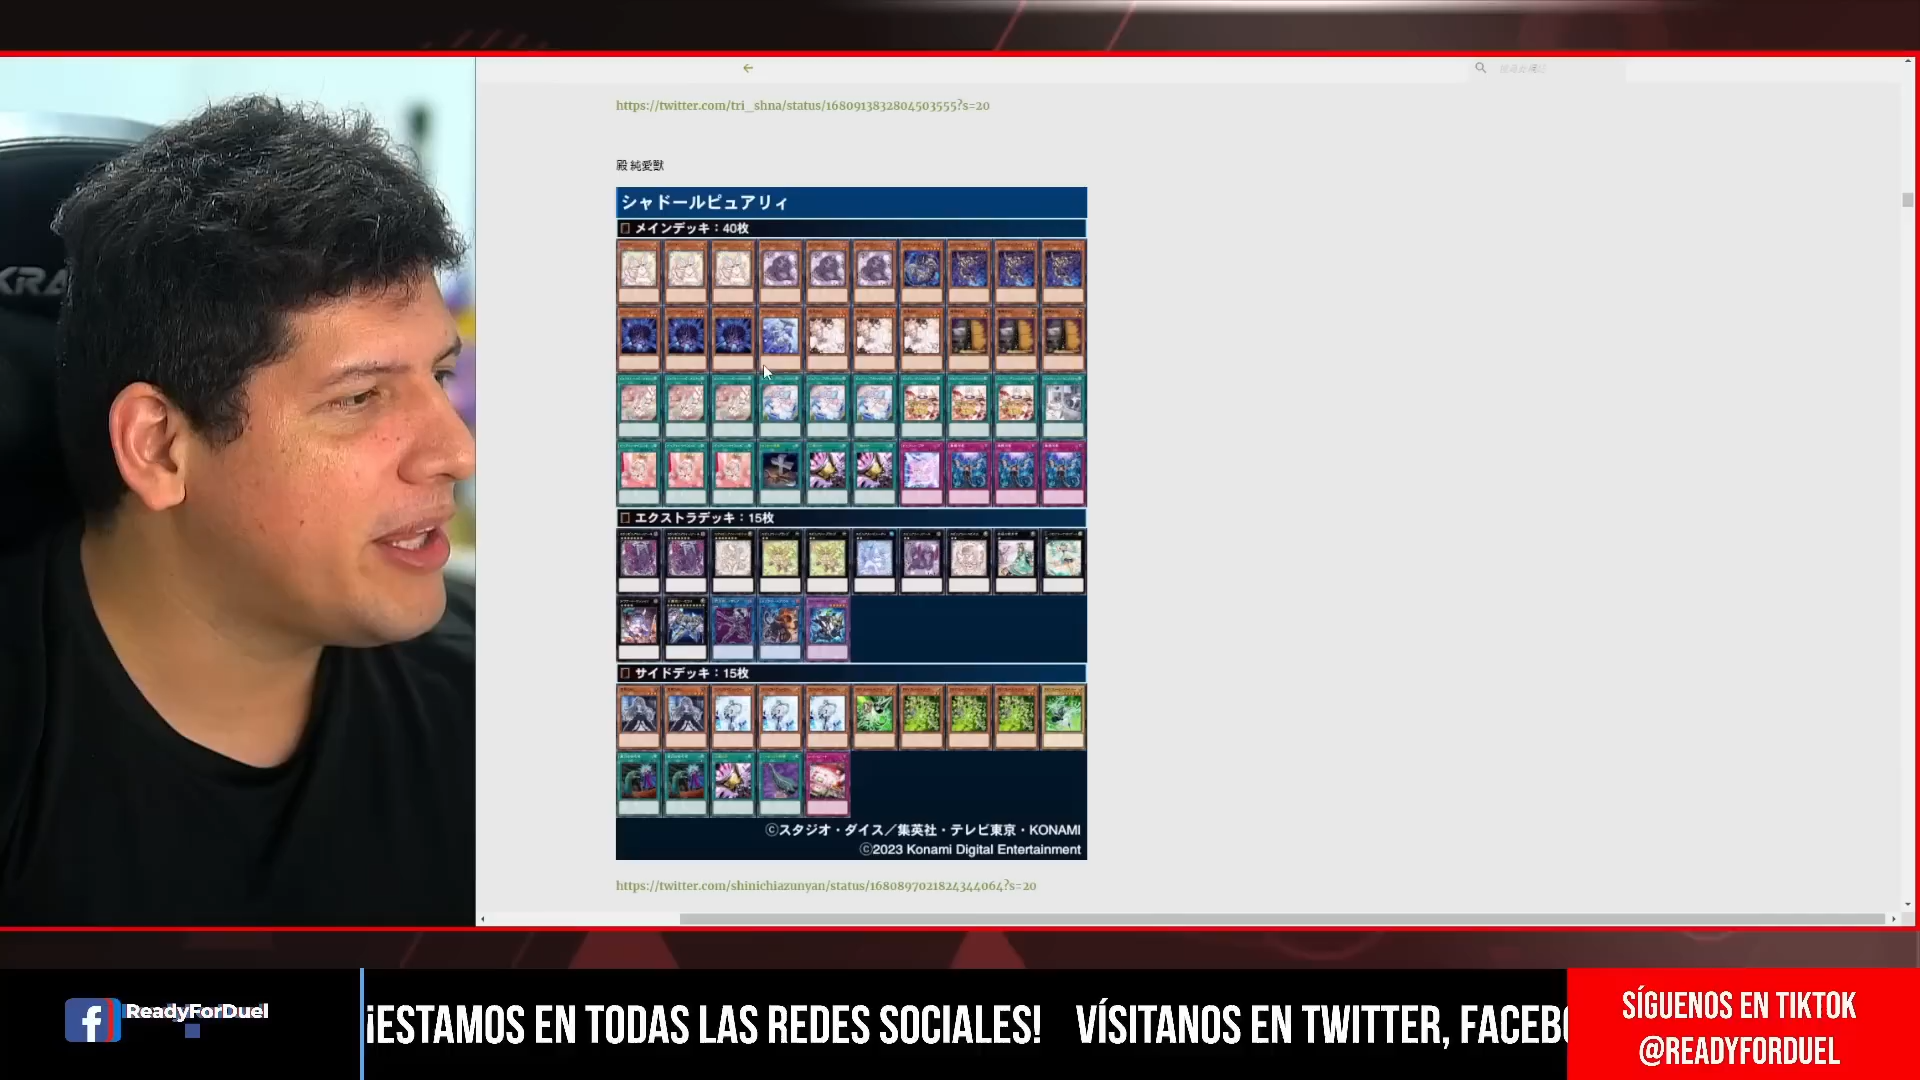 https://twitter.com/tri_shna/status/1680913832804503555?s=20
殿 純愛獣
シャドールピュアリィ
メインデッキ：40枚
エクストラデッキ：15枚
サイドデッキ：15枚
©スタジオ・ダイス／集英社・テレビ東京・KONAMI
©2023 Konami Digital Entertainment
https://twitter.com/shinichiazunyan/status/1680897021824344064?s=20
ReadyForDuel
¡ESTAMOS EN TODAS LAS REDES SOCIALES! VÍSITANOS EN TWITTER, FACEBO
SÍGUENOS EN TIKTOK
@READYFORDUEL